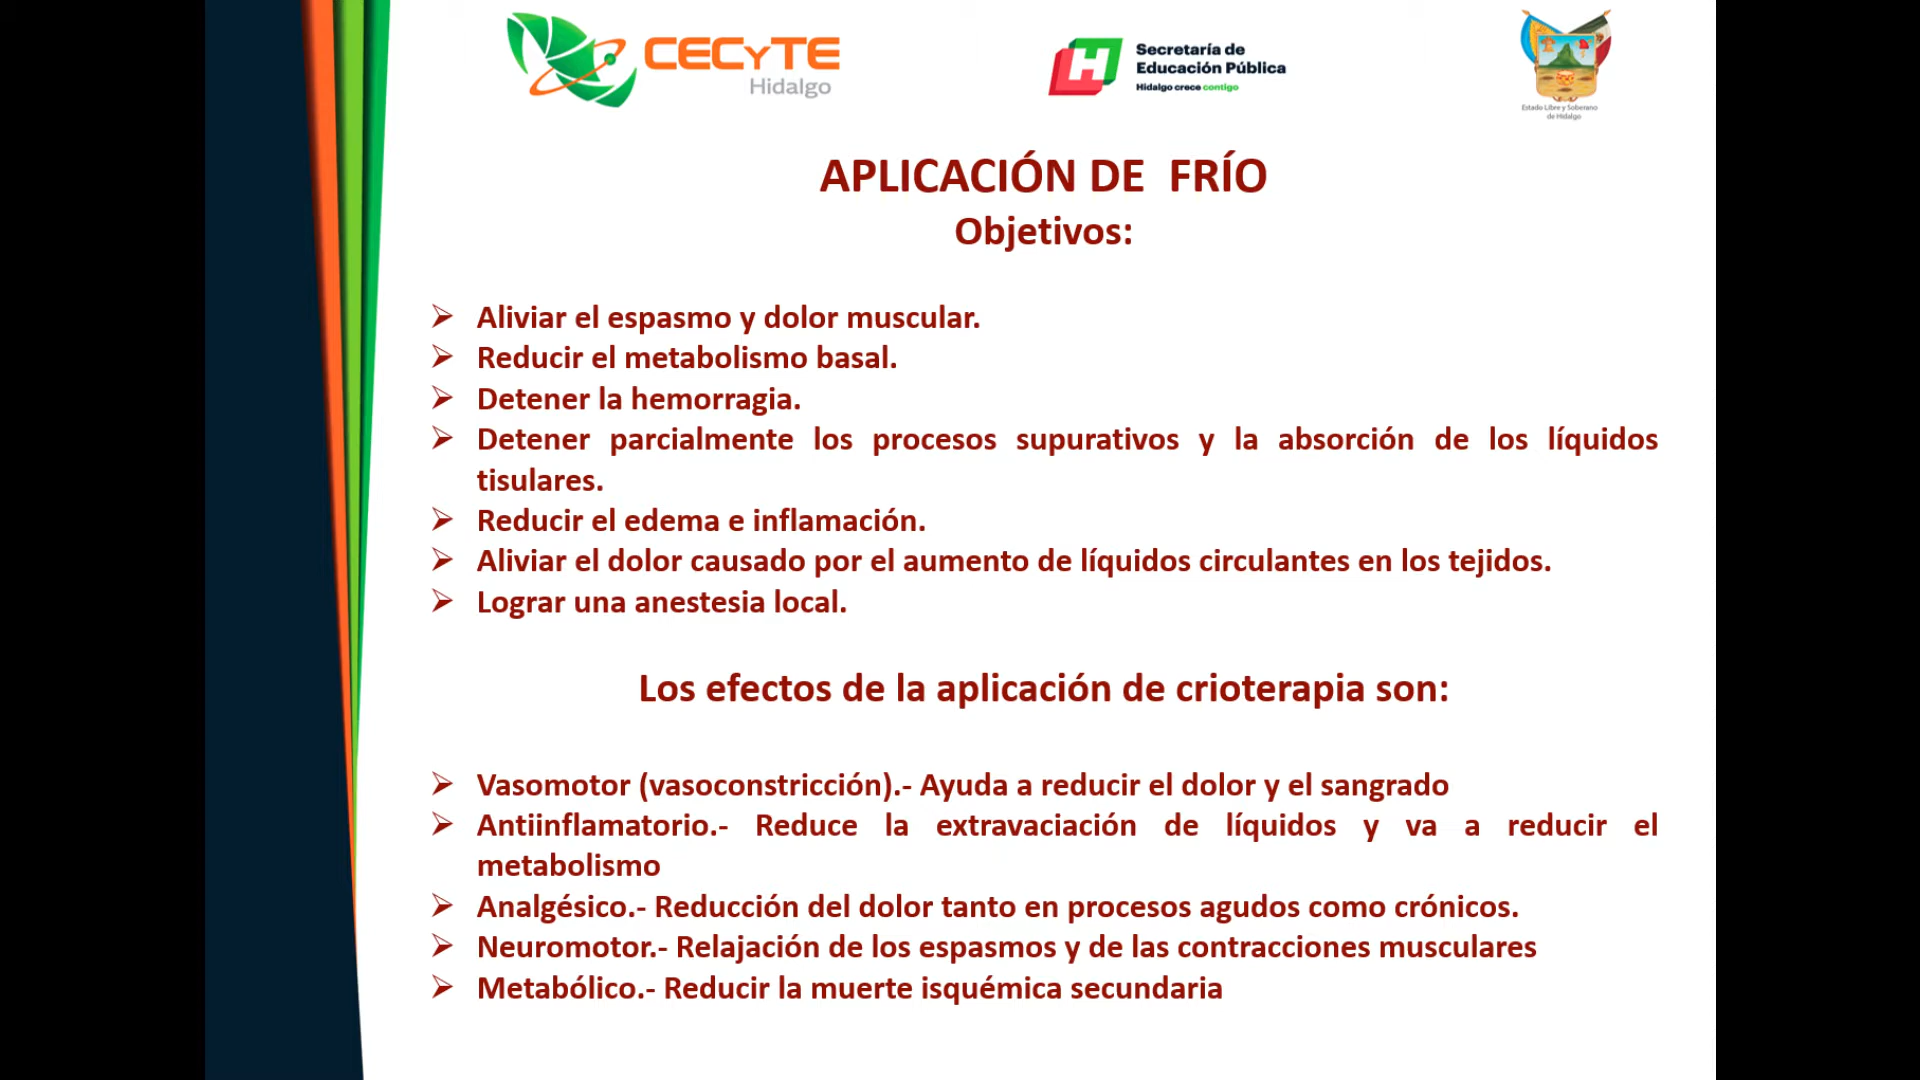 CECyTE
Hidalgo
Secretaría de
Educación Pública
Hidalgo crece contigo
Estado Libre y Soberano
de Hidalgo
APLICACIÓN DE FRÍO
Objetivos:
➢ Aliviar el espasmo y dolor muscular.
➢ Reducir el metabolismo basal.
➢ Detener la hemorragia.
➢ Detener parcialmente los procesos supurativos y la absorción de los líquidos
tisulares.
➢ Reducir el edema e inflamación.
➢ Aliviar el dolor causado por el aumento de líquidos circulantes en los tejidos.
➢ Lograr una anestesia local.
Los efectos de la aplicación de crioterapia son:
➢ Vasomotor (vasoconstricción).- Ayuda a reducir el dolor y el sangrado
➢ Antiinflamatorio.- Reduce la extravaciación de líquidos y va a reducir el
metabolismo
➢ Analgésico.- Reducción del dolor tanto en procesos agudos como crónicos.
➢ Neuromotor.- Relajación de los espasmos y de las contracciones musculares
➢ Metabólico.- Reducir la muerte isquémica secundaria